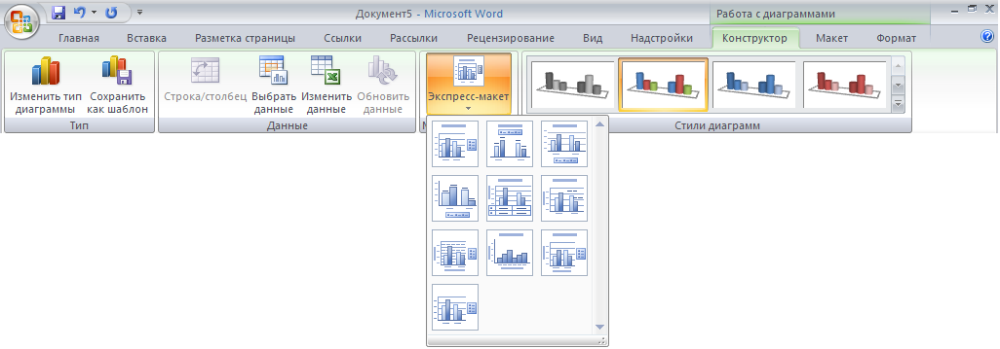 Документ5 - Microsoft Word
Работа с диаграммами
Главная Вставка Разметка страницы Ссылки Рассылки Рецензирование Вид Надстройки Конструктор Макет Формат
Изменить тип диаграммы
Сохранить как шаблон
Строка/столбец
Выбрать данные
Изменить данные
Обновить данные
Экспресс-макет
Тип Данные Стили диаграмм